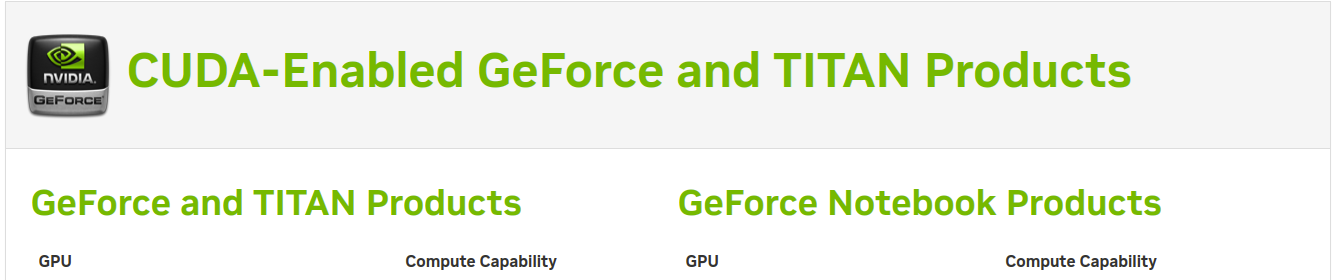 NVIDIA.
GEFORCE
CUDA-Enabled GeForce and TITAN Products
GeForce and TITAN Products
GeForce Notebook Products
GPU
Compute Capability
GPU
Compute Capability